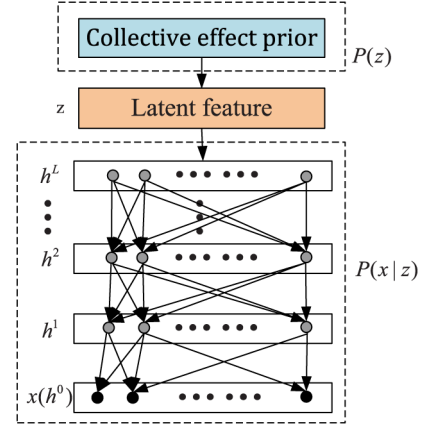 Collective effect prior
P(z)
z
Latent feature
h^L
h^2
P(x|z)
h^1
x(h^0)